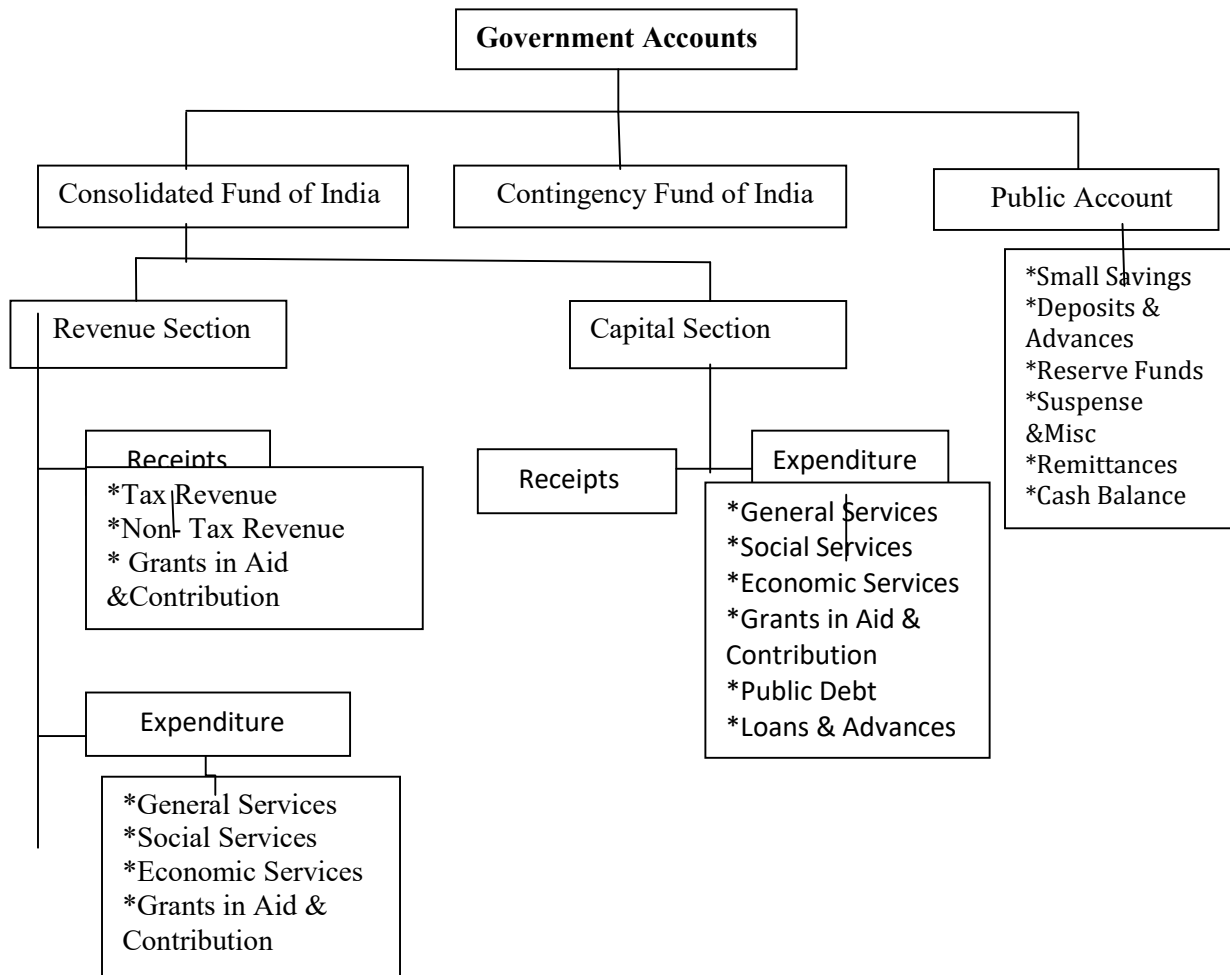 Government Accounts
Consolidated Fund of India
Contingency Fund of India
Public Account
*Small Savings
*Deposits &
Advances
*Reserve Funds
*Suspense
&Misc
*Remittances
*Cash Balance
Revenue Section
Capital Section
Receipts
*Tax Revenue
*Non- Tax Revenue
* Grants in Aid
&Contribution
Receipts
Expenditure
*General Services
*Social Services
*Economic Services
*Grants in Aid &
Contribution
*Public Debt
*Loans & Advances
Expenditure
*General Services
*Social Services
*Economic Services
*Grants in Aid &
Contribution